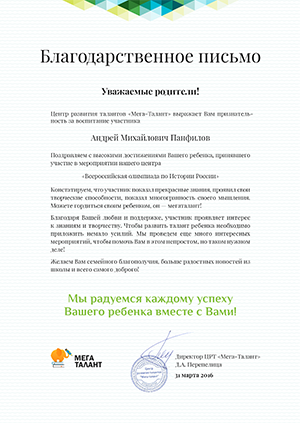 Благодарственное письмо
Уважаемые родители!
Центр развития талантов «Мега-Талант» выражает Вам признатель-
ность за воспитание участника
Андрей Михайлович Панфилов
Поздравляем с высокими достижениями Вашего ребенка, принявшего
участие в мероприятии нашего центра
«Всероссийская олимпиада по Истории России»
Констатируем, что участник показал прекрасные знания, проявил свои
творческие способности, показал многогранность своего мышления.
Можете гордиться своим ребенком, он — мегаталант!
Благодаря Вашей любви и поддержке, участник проявляет интерес
к знаниям и творчеству. Чтобы развить талант ребенка необходимо
приложить немало усилий. Мы проведем еще много интересных
мероприятий, чтобы помочь Вам в этом непростом, но таком нужном
деле!
Желаем Вам семейного благополучия, больше радостных новостей из
школы и всего самого доброго!
Мы радуемся каждому успеху
Вашего ребенка вместе с Вами!
МЕГА
ТАЛАНТ
Директор ЦРТ «Мега-Талант»
Д.А. Перепелица
31 марта 2016